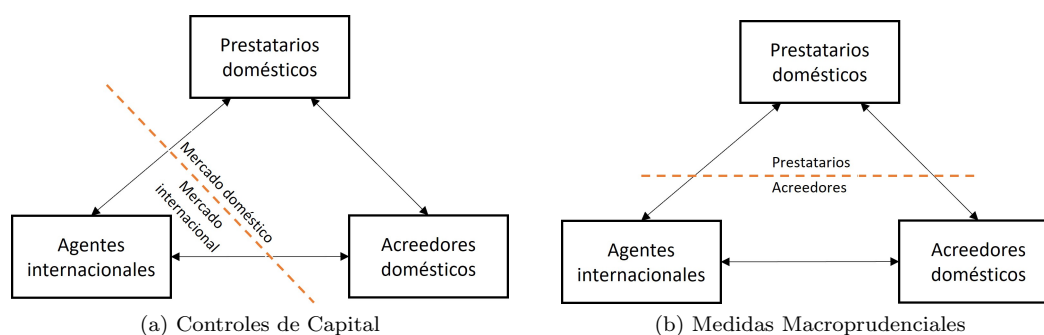 Prestatarios
domésticos
Mercado doméstico
Mercado
internacional
Agentes
internacionales
Acreedores
domésticos
(a) Controles de Capital
Prestatarios
domésticos
Prestatarios
Acreedores
Agentes
internacionales
Acreedores
domésticos
(b) Medidas Macroprudenciales